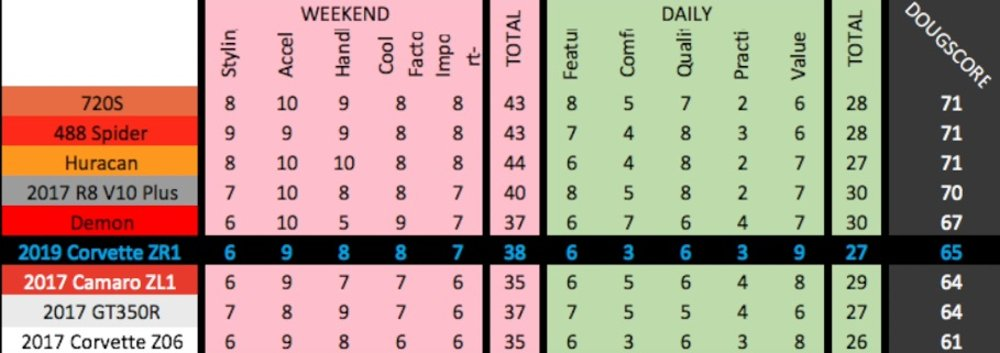 WEEKEND DAILY
Stylin Accel Handl Cool Facto Impo rt- TOTAL Featu Comf Quali Practi Value TOTAL DOUGSCORE
720S 8 10 9 8 8 43 8 5 7 2 6 28 71
488 Spider 9 9 9 8 8 43 7 4 8 3 6 28 71
Huracan 8 10 10 8 8 44 6 4 8 2 7 27 71
2017 R8 V10 Plus 7 10 8 8 7 40 8 5 8 2 7 30 70
Demon 6 10 5 9 7 37 6 7 6 4 7 30 67
2019 Corvette ZR1 6 9 8 8 7 38 6 3 6 3 9 27 65
2017 Camaro ZL1 6 9 7 7 6 35 6 5 6 4 8 29 64
2017 GT350R 7 8 9 7 6 37 7 5 5 4 6 27 64
2017 Corvette Z06 6 9 8 6 6 35 6 3 6 3 8 26 61